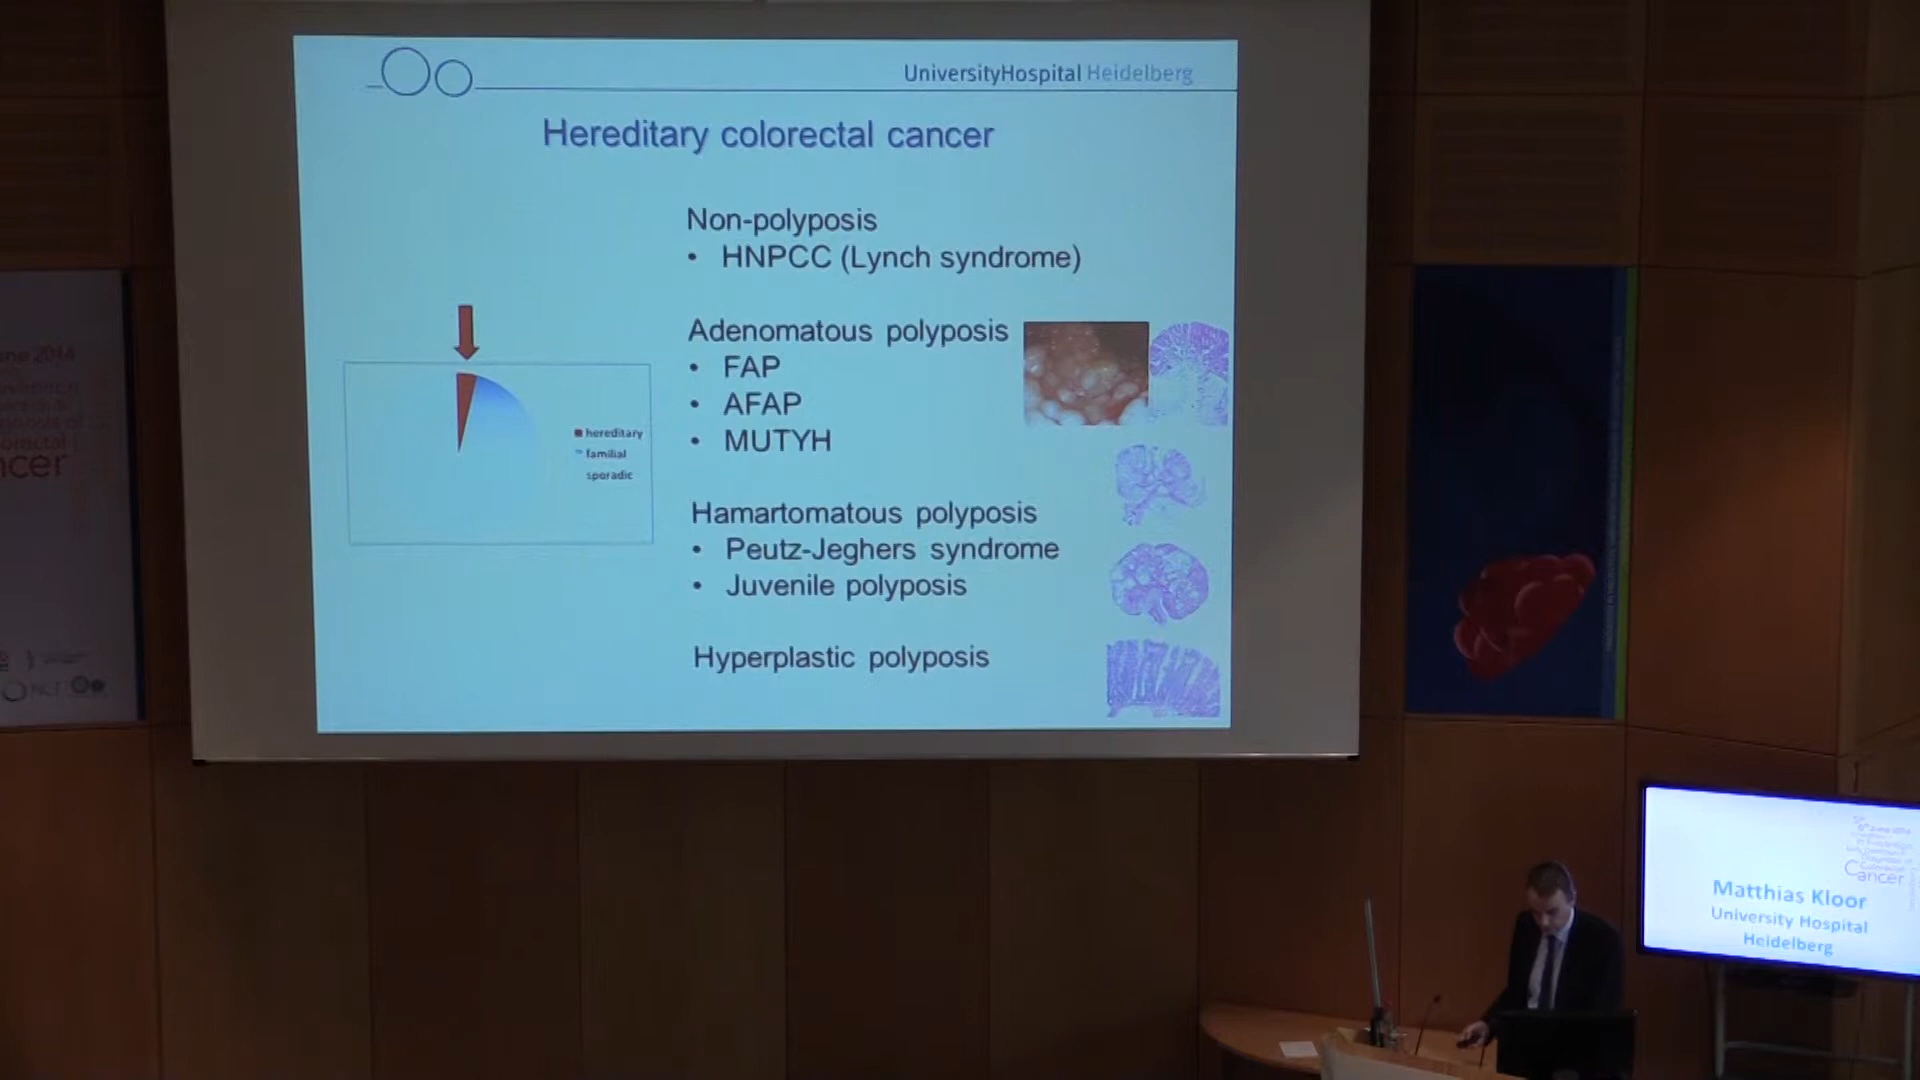 UniversityHospital Heidelberg
Hereditary colorectal cancer
Non-polyposis
• HNPCC (Lynch syndrome)
Adenomatous polyposis
• FAP
• AFAP
• MUTYH
hereditary
familial
sporadic
Hamartomatous polyposis
• Peutz-Jeghers syndrome
• Juvenile polyposis
Hyperplastic polyposis
Cancer
Matthias Kloor
University Hospital
Heidelberg